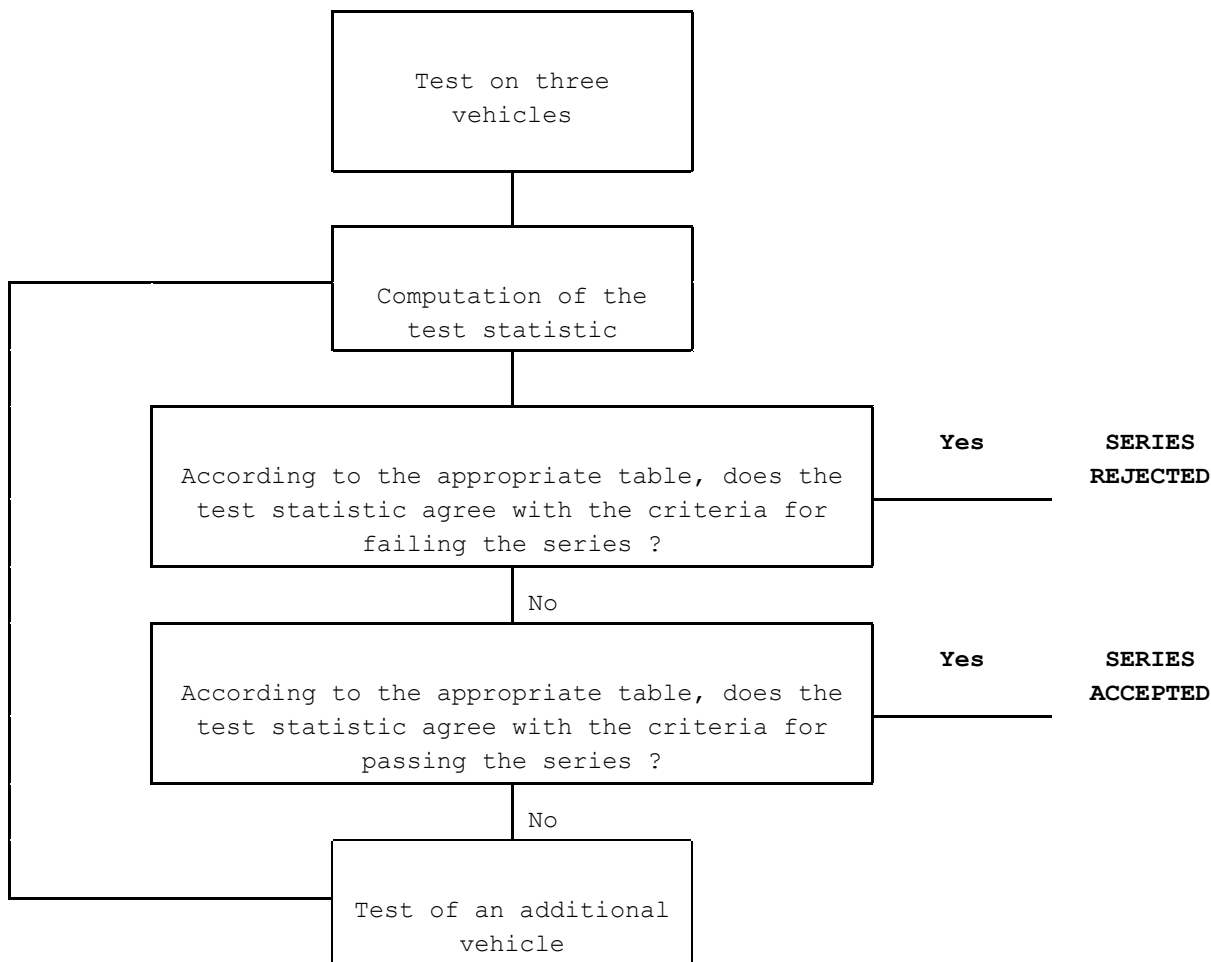 Test on three
vehicles
Computation of the
test statistic
According to the appropriate table, does the
test statistic agree with the criteria for
failing the series ?
Yes
SERIES
REJECTED
No
According to the appropriate table, does the
test statistic agree with the criteria for
passing the series ?
Yes
SERIES
ACCEPTED
No
Test of an additional
vehicle